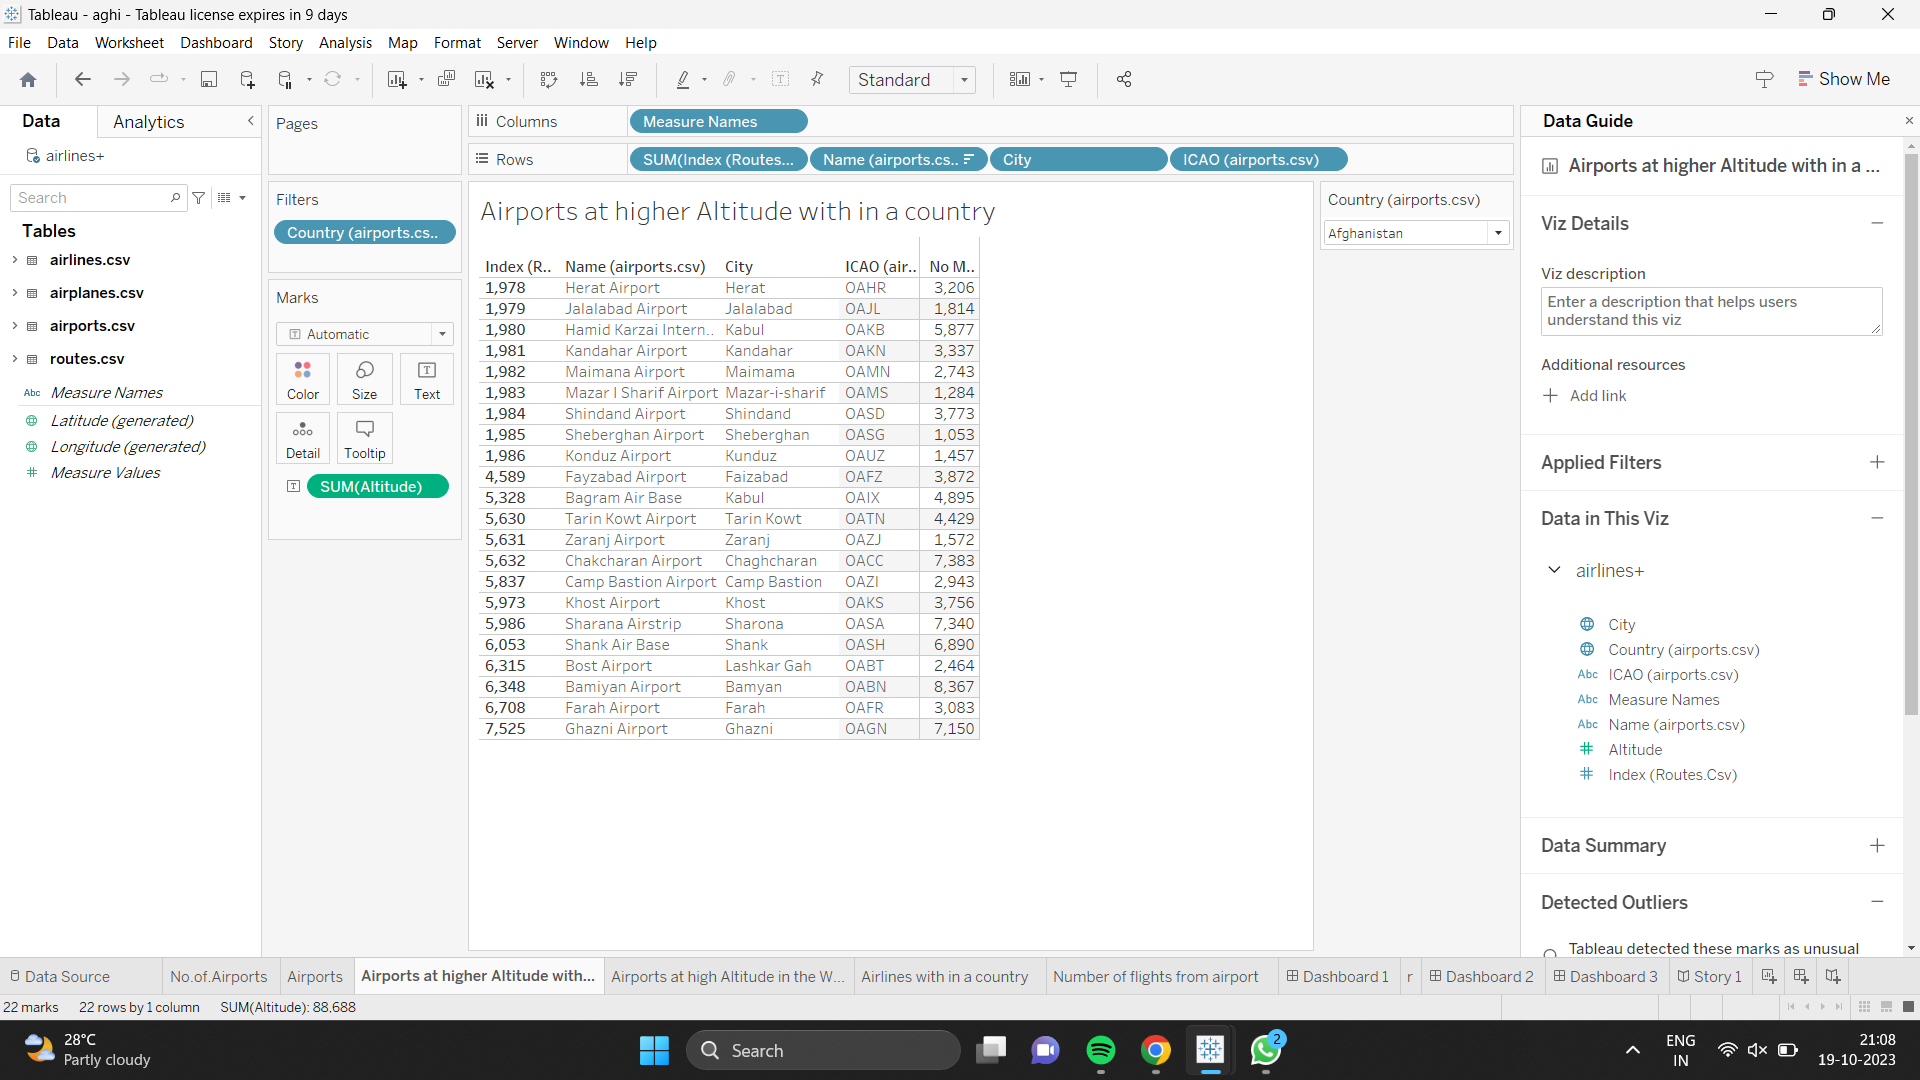 Tableau - aghi - Tableau license expires in 9 days
File Data Worksheet Dashboard Story Analysis Map Format Server Window Help
Standard
Show Me
Data Analytics
airlines+
Search
Tables
airlines.csv
airplanes.csv
airports.csv
routes.csv
Abc Measure Names
Latitude (generated)
Longitude (generated)
Measure Values
Pages
Filters
Country (airports.cs..
Marks
Automatic
Color Size Text
Detail Tooltip
SUM(Altitude)
Columns Measure Names
Rows SUM(Index (Routes... Name (airports.cs.. City ICAO (airports.csv)
Airports at higher Altitude with in a country
Index (R.. Name (airports.csv) City ICAO (air.. No M..
1,978 Herat Airport Herat OAHR 3,206
1,979 Jalalabad Airport Jalalabad OAJL 1,814
1,980 Hamid Karzai Intern.. Kabul OAKB 5,877
1,981 Kandahar Airport Kandahar OAKN 3,337
1,982 Maimana Airport Maimama OAMN 2,743
1,983 Mazar I Sharif Airport Mazar-i-sharif OAMS 1,284
1,984 Shindand Airport Shindand OASD 3,773
1,985 Sheberghan Airport Sheberghan OASG 1,053
1,986 Konduz Airport Kunduz OAUZ 1,457
4,589 Fayzabad Airport Faizabad OAFZ 3,872
5,328 Bagram Air Base Kabul OAIX 4,895
5,630 Tarin Kowt Airport Tarin Kowt OATN 4,429
5,631 Zaranj Airport Zaranj OAZJ 1,572
5,632 Chakcharan Airport Chaghcharan OACC 7,383
5,837 Camp Bastion Airport Camp Bastion OAZI 2,943
5,973 Khost Airport Khost OAKS 3,756
5,986 Sharana Airstrip Sharona OASA 7,340
6,053 Shank Air Base Shank OASH 6,890
6,315 Bost Airport Lashkar Gah OABT 2,464
6,348 Bamiyan Airport Bamyan OABN 8,367
6,708 Farah Airport Farah OAFR 3,083
7,525 Ghazni Airport Ghazni OAGN 7,150
Country (airports.csv)
Afghanistan
Data Guide
Airports at higher Altitude with in a ...
Viz Details
Viz description
Enter a description that helps users
understand this viz
Additional resources
Add link
Applied Filters
Data in This Viz
airlines+
City
Country (airports.csv)
Abc ICAO (airports.csv)
Abc Measure Names
Abc Name (airports.csv)
Altitude
Index (Routes.Csv)
Data Summary
Detected Outliers
Tableau detected these marks as unusual
Data Source No.of.Airports Airports Airports at higher Altitude with... Airports at high Altitude in the W... Airlines with in a country Number of flights from airport Dashboard 1 r Dashboard 2 Dashboard 3 Story 1
22 marks 22 rows by 1 column SUM(Altitude): 88,688
28°C
Partly cloudy
Search
2
ENG
IN
21:08
19-10-2023